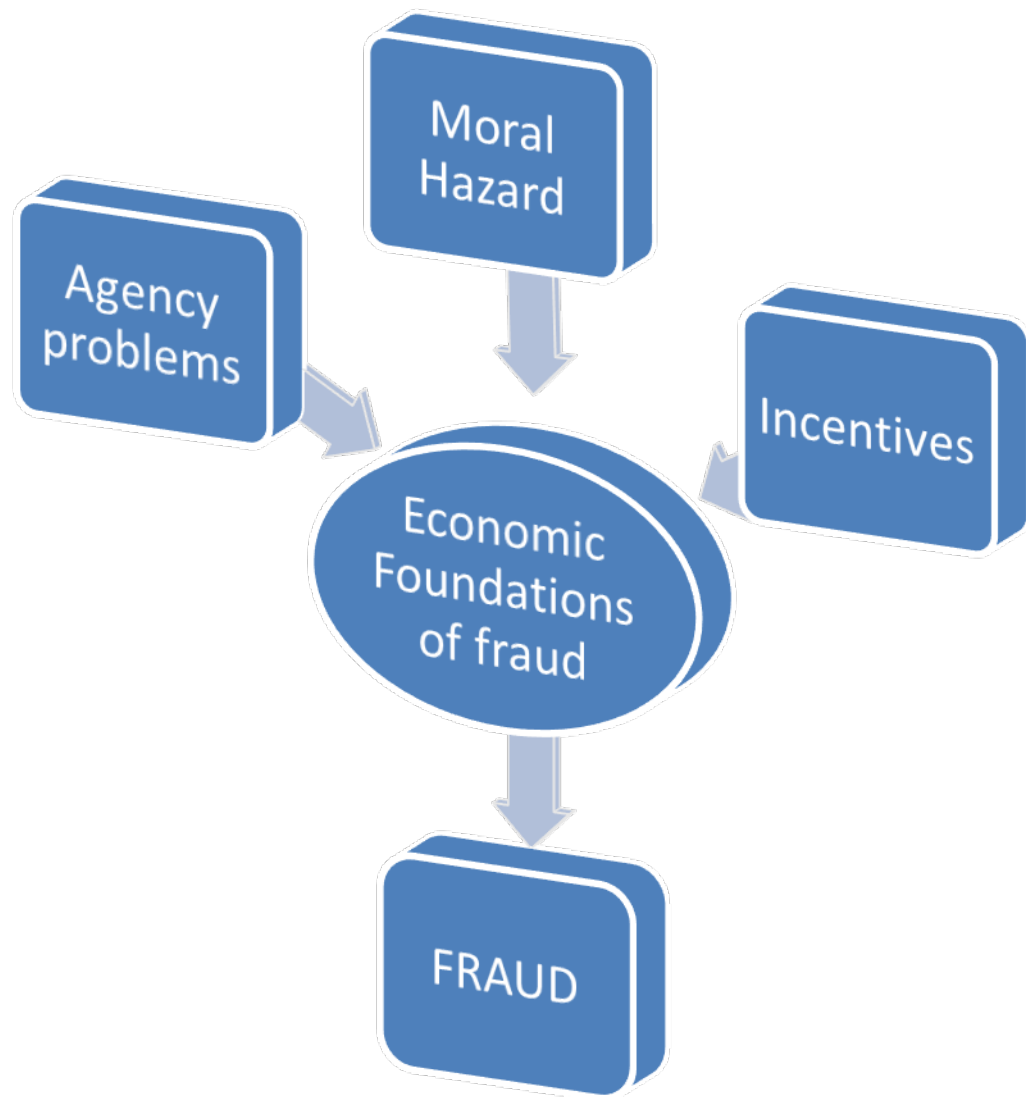 Moral
Hazard
Agency
problems
Incentives
Economic
Foundations
of fraud
FRAUD